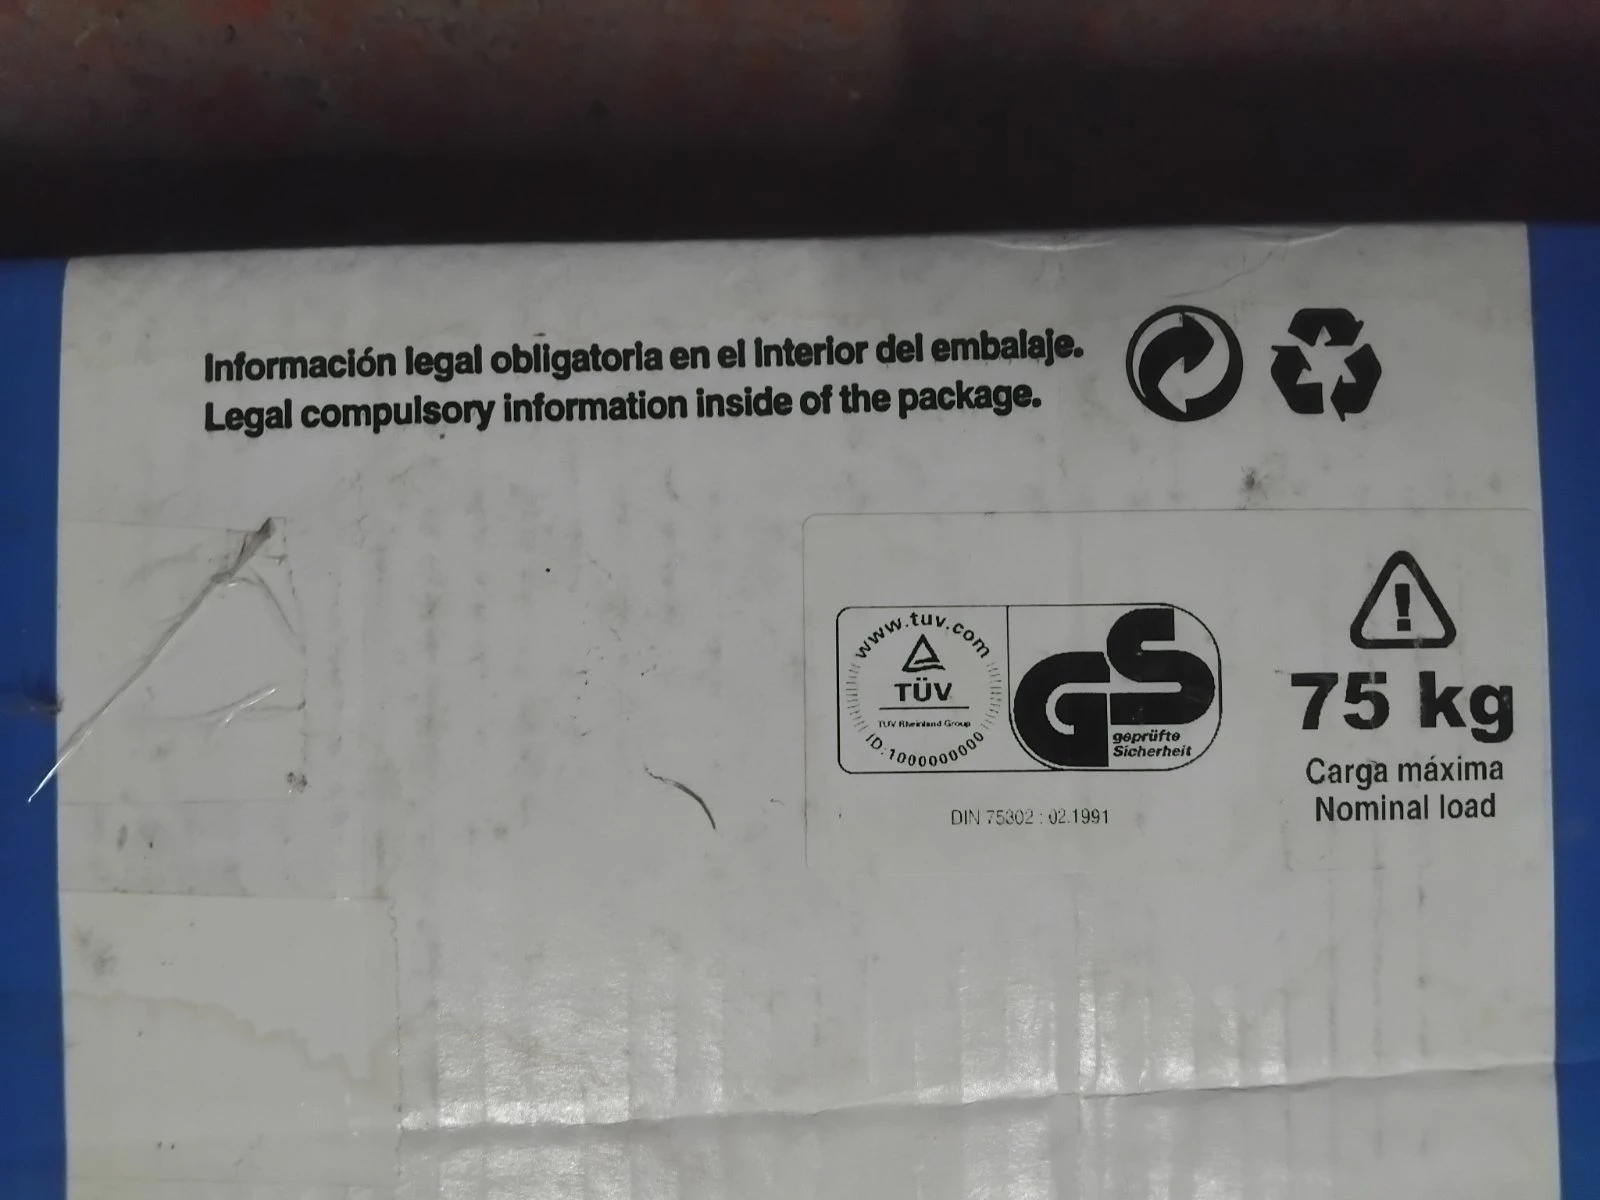 Información legal obligatoria en el interior del embalaje.
Legal compulsory information inside of the package.
www.tuv.com
TÜV
TUV Rheinland Group
ID:1000000000
GS
geprüfte
Sicherheit
DIN 75302 : 02.1991
!
75 kg
Carga máxima
Nominal load